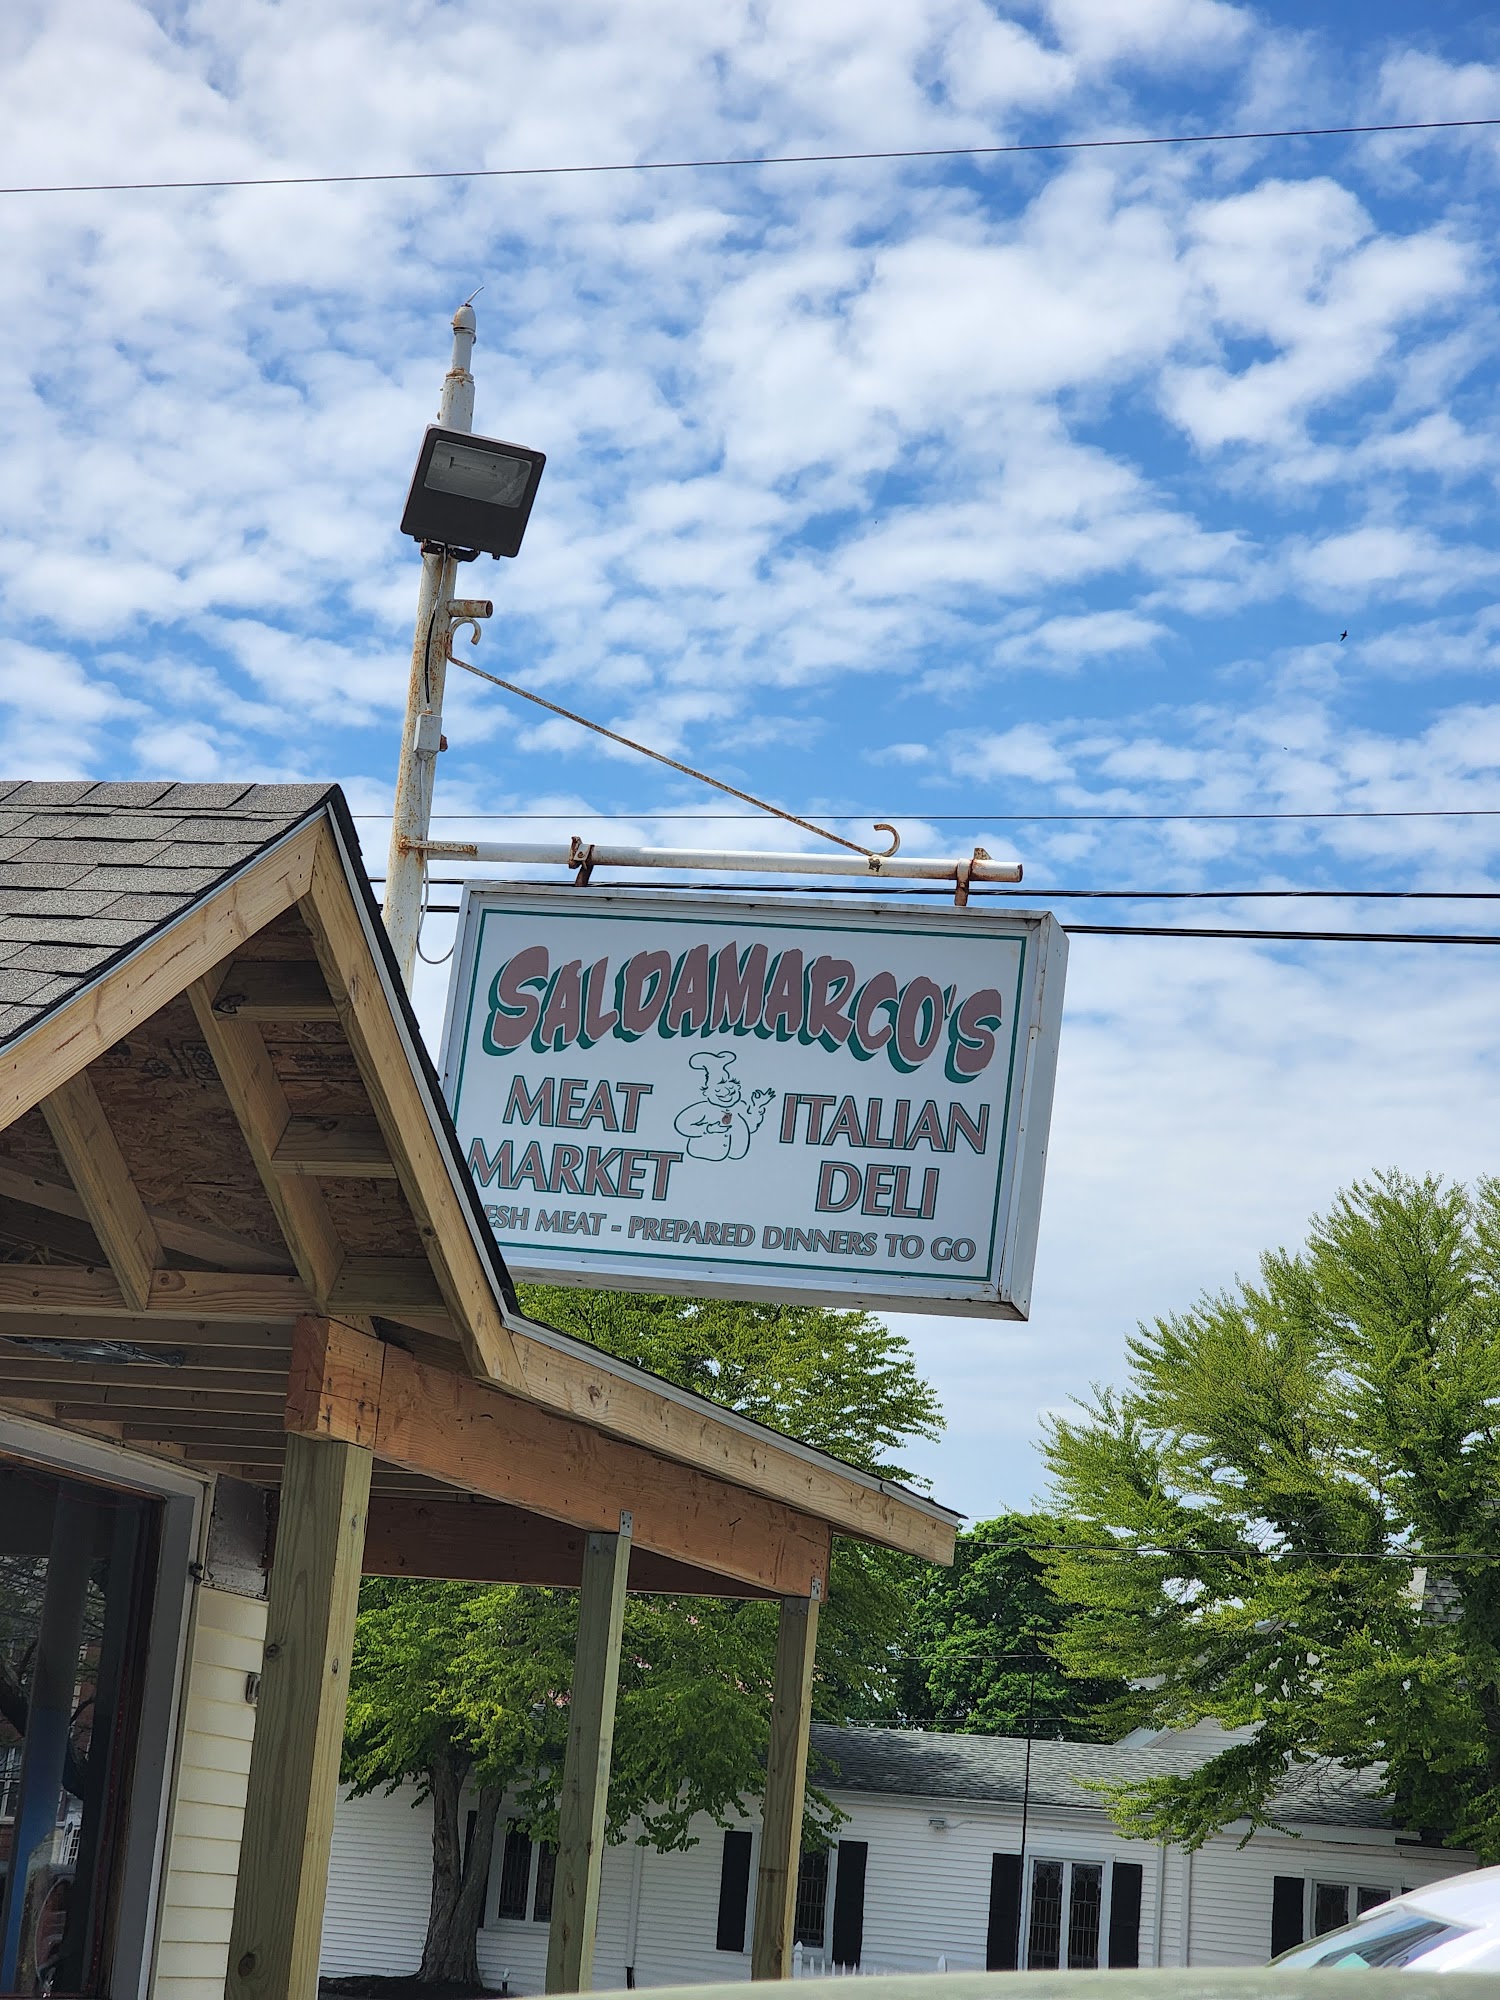 SALDAMARCO'S
MEAT MARKET
ITALIAN DELI
ESH MEAT - PREPARED DINNERS TO GO